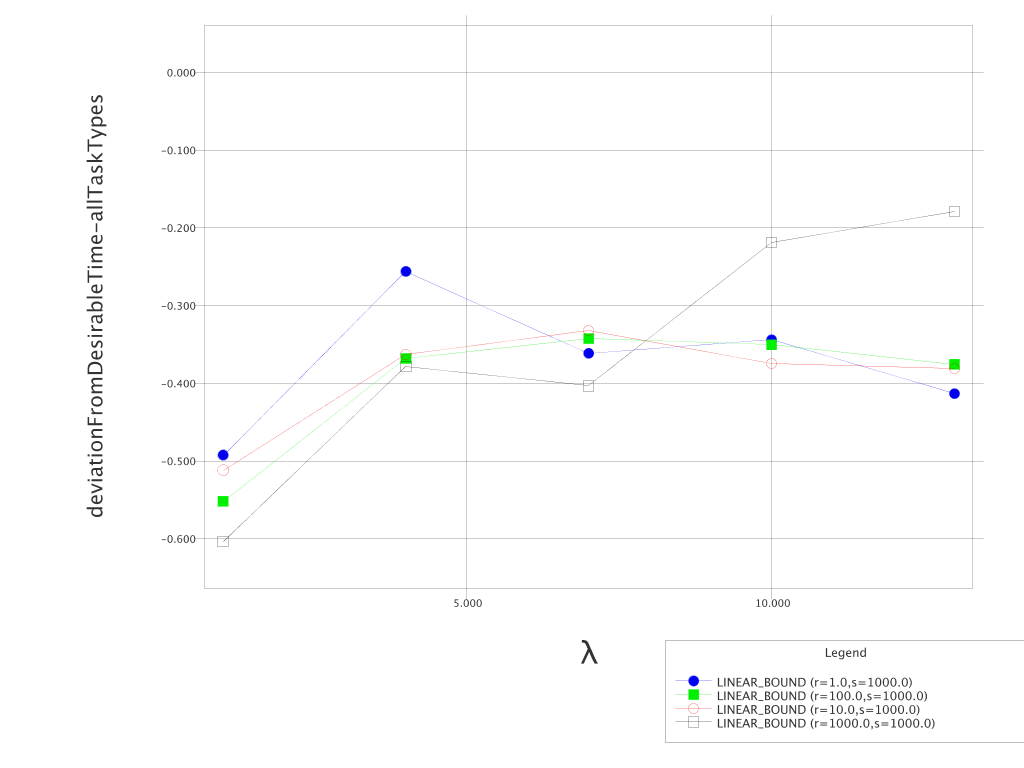 deviationFromDesirableTime-allTaskTypes
0.000
-0.100
-0.200
-0.300
-0.400
-0.500
-0.600
5.000
10.000
λ
Legend
LINEAR_BOUND (r=1.0,s=1000.0)
LINEAR_BOUND (r=100.0,s=1000.0)
LINEAR_BOUND (r=10.0,s=1000.0)
LINEAR_BOUND (r=1000.0,s=1000.0)